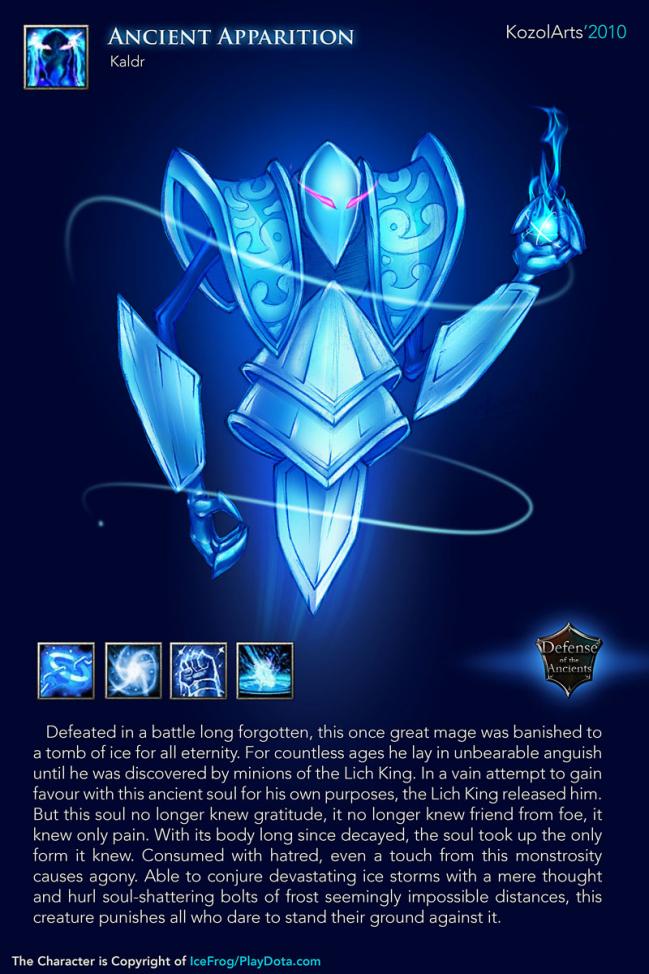 Ancient Apparition
Kaldr
KozolArts'2010
Defense
of the
Ancients
Defeated in a battle long forgotten, this once great mage was banished to
a tomb of ice for all eternity. For countless ages he lay in unbearable anguish
until he was discovered by minions of the Lich King. In a vain attempt to gain
favour with this ancient soul for his own purposes, the Lich King released him.
But this soul no longer knew gratitude, it no longer knew friend from foe, it
knew only pain. With its body long since decayed, the soul took up the only
form it knew. Consumed with hatred, even a touch from this monstrosity
causes agony. Able to conjure devastating ice storms with a mere thought
and hurl soul-shattering bolts of frost seemingly impossible distances, this
creature punishes all who dare to stand their ground against it.
The Character is Copyright of IceFrog/PlayDota.com